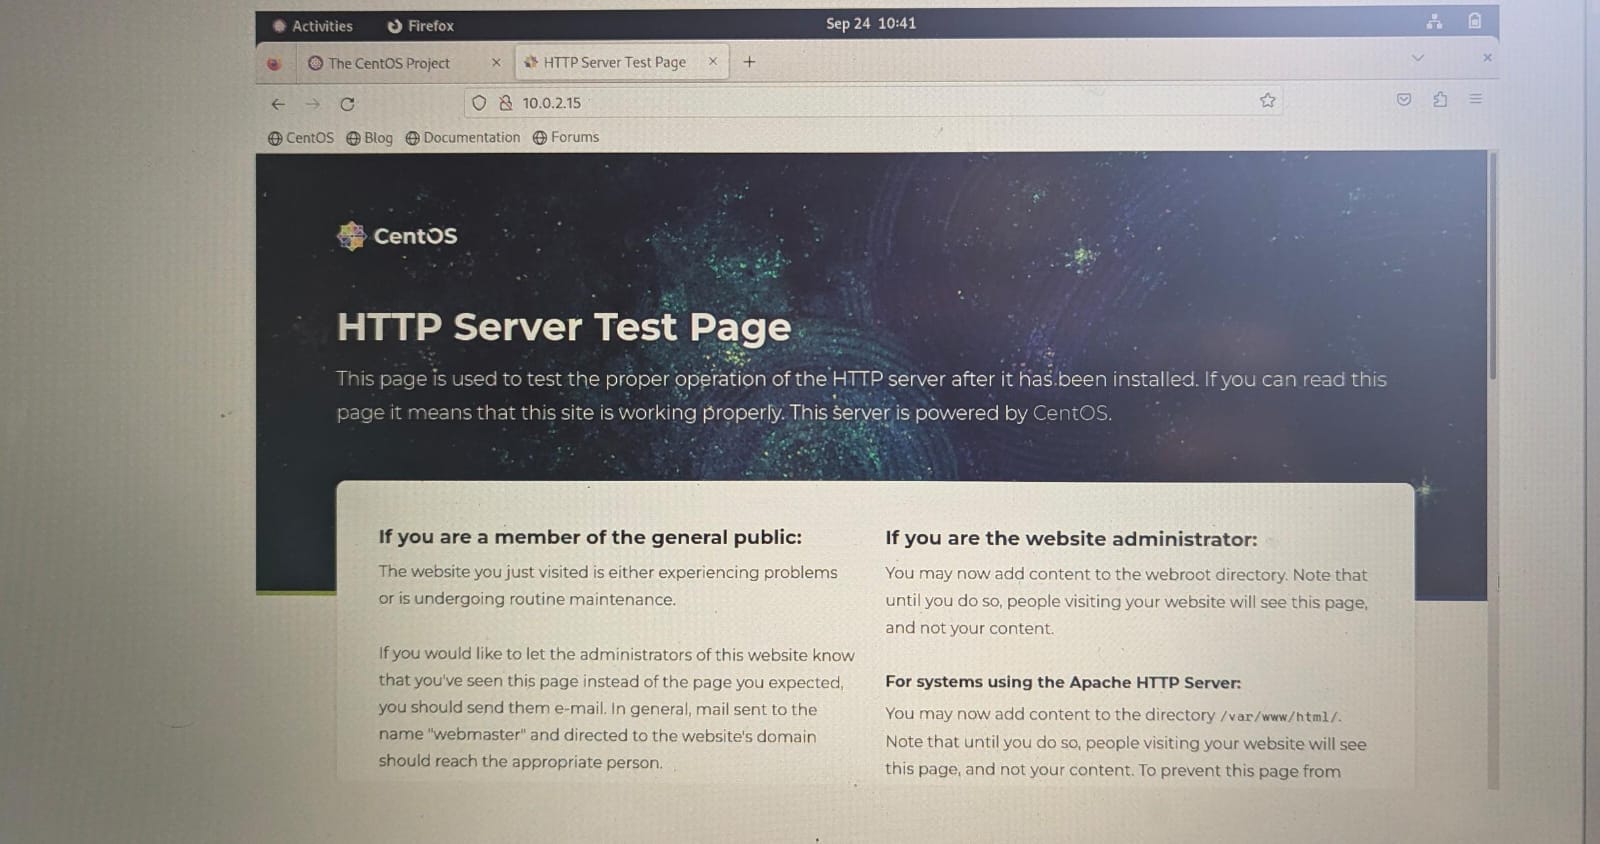 Activities Firefox Sep 24 10:41
The CentOS Project × HTTP Server Test Page × +
10.0.2.15
CentOS Blog Documentation Forums
CentOS
HTTP Server Test Page
This page is used to test the proper operation of the HTTP server after it has been installed. If you can read this
page it means that this site is working properly. This server is powered by CentOS.
If you are a member of the general public:
The website you just visited is either experiencing problems
or is undergoing routine maintenance.
If you would like to let the administrators of this website know
that you've seen this page instead of the page you expected,
you should send them e-mail. In general, mail sent to the
name "webmaster" and directed to the website's domain
should reach the appropriate person.
If you are the website administrator:
You may now add content to the webroot directory. Note that
until you do so, people visiting your website will see this page,
and not your content.
For systems using the Apache HTTP Server:
You may now add content to the directory /var/www/html/.
Note that until you do so, people visiting your website will see
this page, and not your content. To prevent this page from